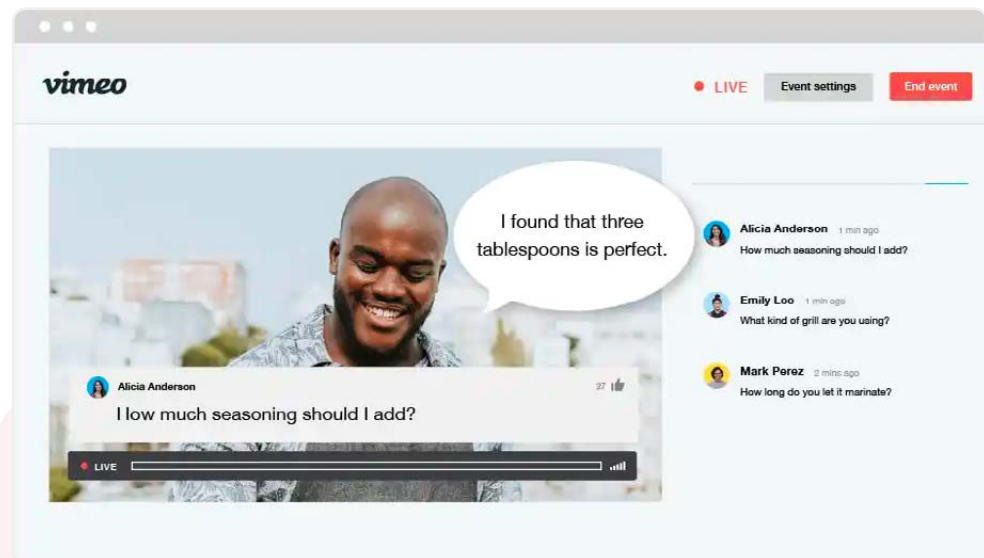 vimeo
LIVE
Event settings
End event
I found that three
tablespoons is perfect.
Alicia Anderson
27
How much seasoning should I add?
LIVE
Alicia Anderson 1 min ago
How much seasoning should I add?
Emily Loo 1 min ago
What kind of grill are you using?
Mark Perez 2 mins ago
How long do you let it marinate?